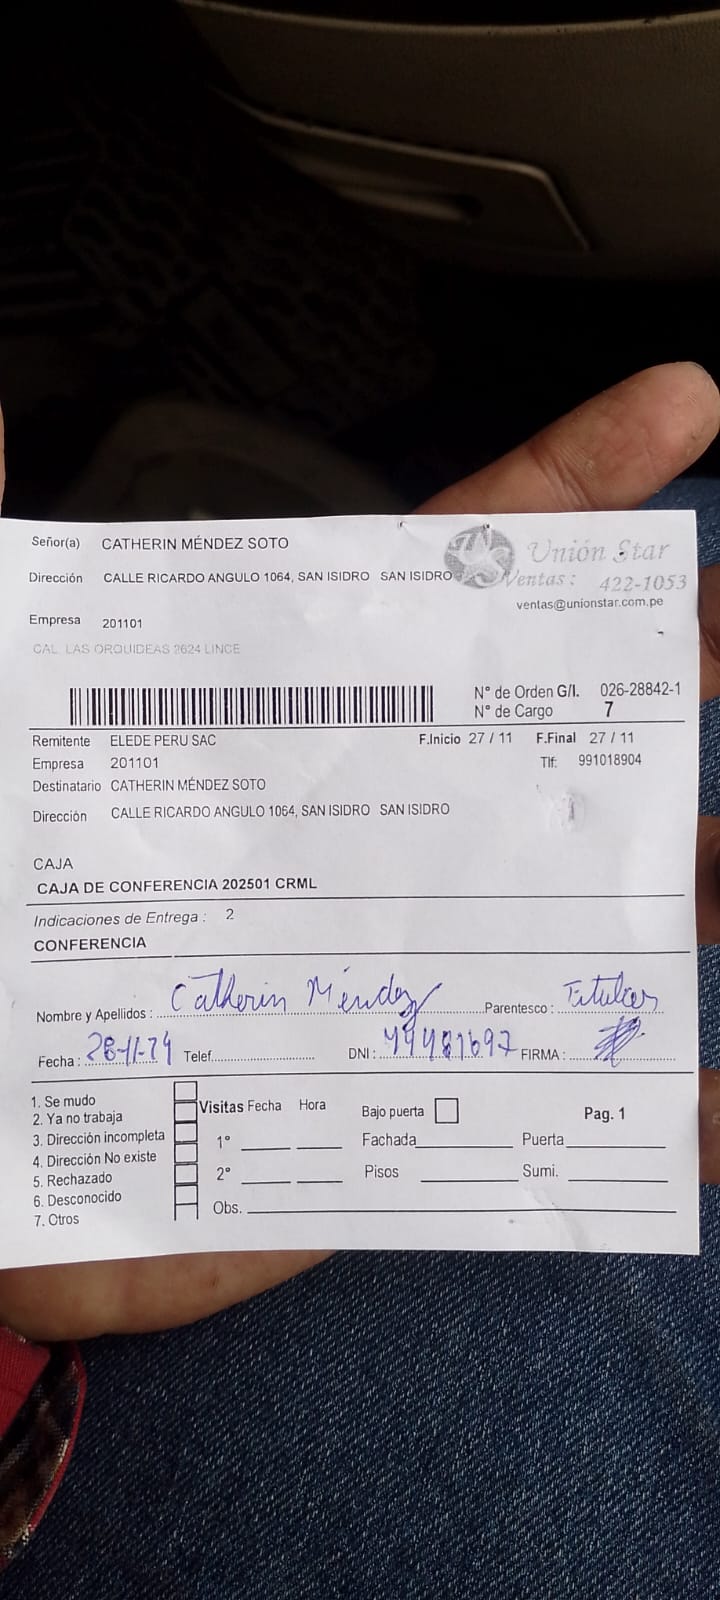 Señor(a) CATHERIN MÉNDEZ SOTO
Unión Star
Dirección CALLE RICARDO ANGULO 1064, SAN ISIDRO SAN ISIDRO
Ventas: 422-1053
ventas@unionstar.com.pe
Empresa 201101
CAL. LAS ORQUIDEAS 2624 LINCE
N° de Orden G/I. 026-28842-1
N° de Cargo 7
Remitente ELEDE PERU SAC F.Inicio 27 / 11 F.Final 27 / 11
Empresa 201101 Tlf: 991018904
Destinatario CATHERIN MÉNDEZ SOTO
Dirección CALLE RICARDO ANGULO 1064, SAN ISIDRO SAN ISIDRO
CAJA
CAJA DE CONFERENCIA 202501 CRML
Indicaciones de Entrega : 2
CONFERENCIA
Nombre y Apellidos : Catherin Méndez Parentesco : Titular
Fecha : Telef. DNI : FIRMA :
1. Se mudo
2. Ya no trabaja
3. Dirección incompleta
4. Dirección No existe
5. Rechazado
6. Desconocido
7. Otros
Visitas Fecha Hora Bajo puerta Pag. 1
1° Fachada Puerta
2° Pisos Sumi.
Obs.